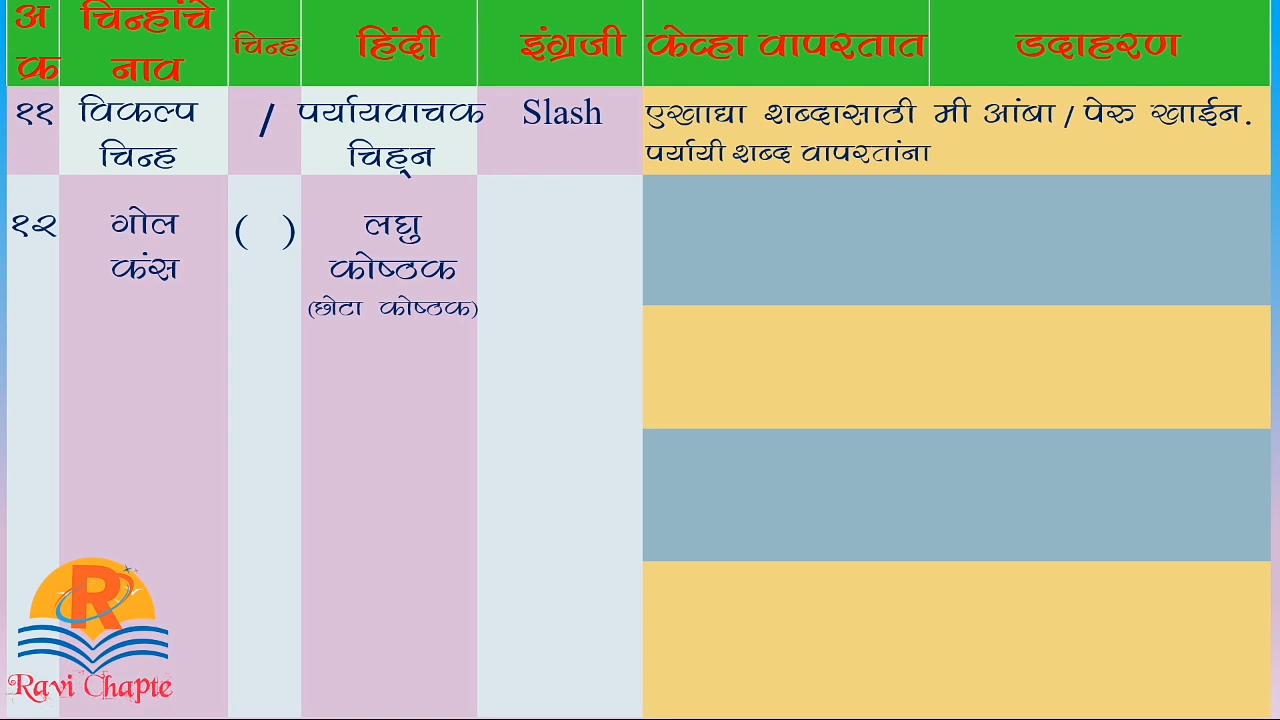 अ क्र चिन्हांचे नाव चिन्ह हिंदी इंग्रजी केव्हा वापरतात उदाहरण
११ विकल्प / पर्यायवाचक Slash एखाद्या शब्दासाठी मी आंबा / पेरु खाईन.
चिन्ह चिह्न पर्यायी शब्द वापरतांना
१२ गोल ( ) लघु
कंस कोष्ठक
(छोटा कोष्ठक)
R
Ravi Chapte